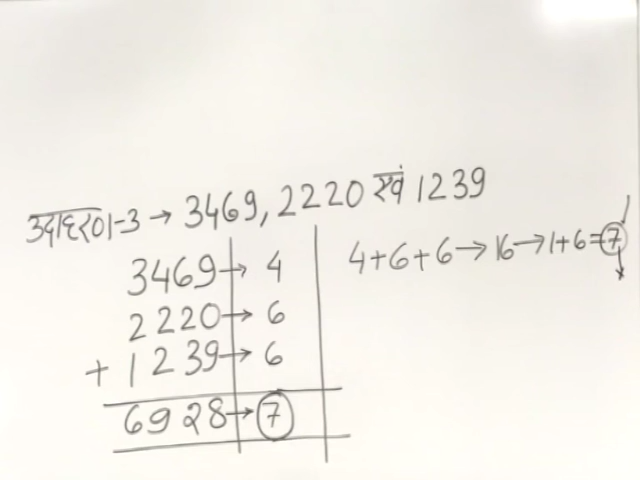 उदाहरण-3 → 3469, 2220 एवं 1239
3469 → 4
4+6+6 → 16 → 1+6=7
2220 → 6
+ 1239 → 6
6928 → 7